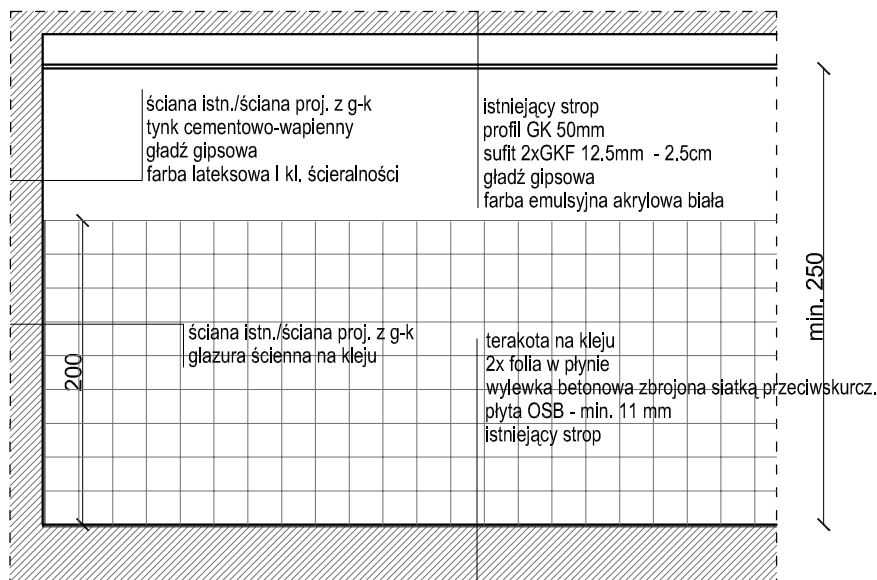 ściana istn./ściana proj. z g-k
tynk cementowo-wapienny
gładź gipsowa
farba lateksowa I kl. ścieralności
istniejący strop
profil GK 50mm
sufit 2xGKF 12.5mm - 2.5cm
gładź gipsowa
farba emulsyjna akrylowa biała
min. 250
200
ściana istn./ściana proj. z g-k
glazura ścienna na kleju
terakota na kleju
2x folia w płynie
wylewka betonowa zbrojona siatką przeciwskurcz.
płyta OSB - min. 11 mm
istniejący strop